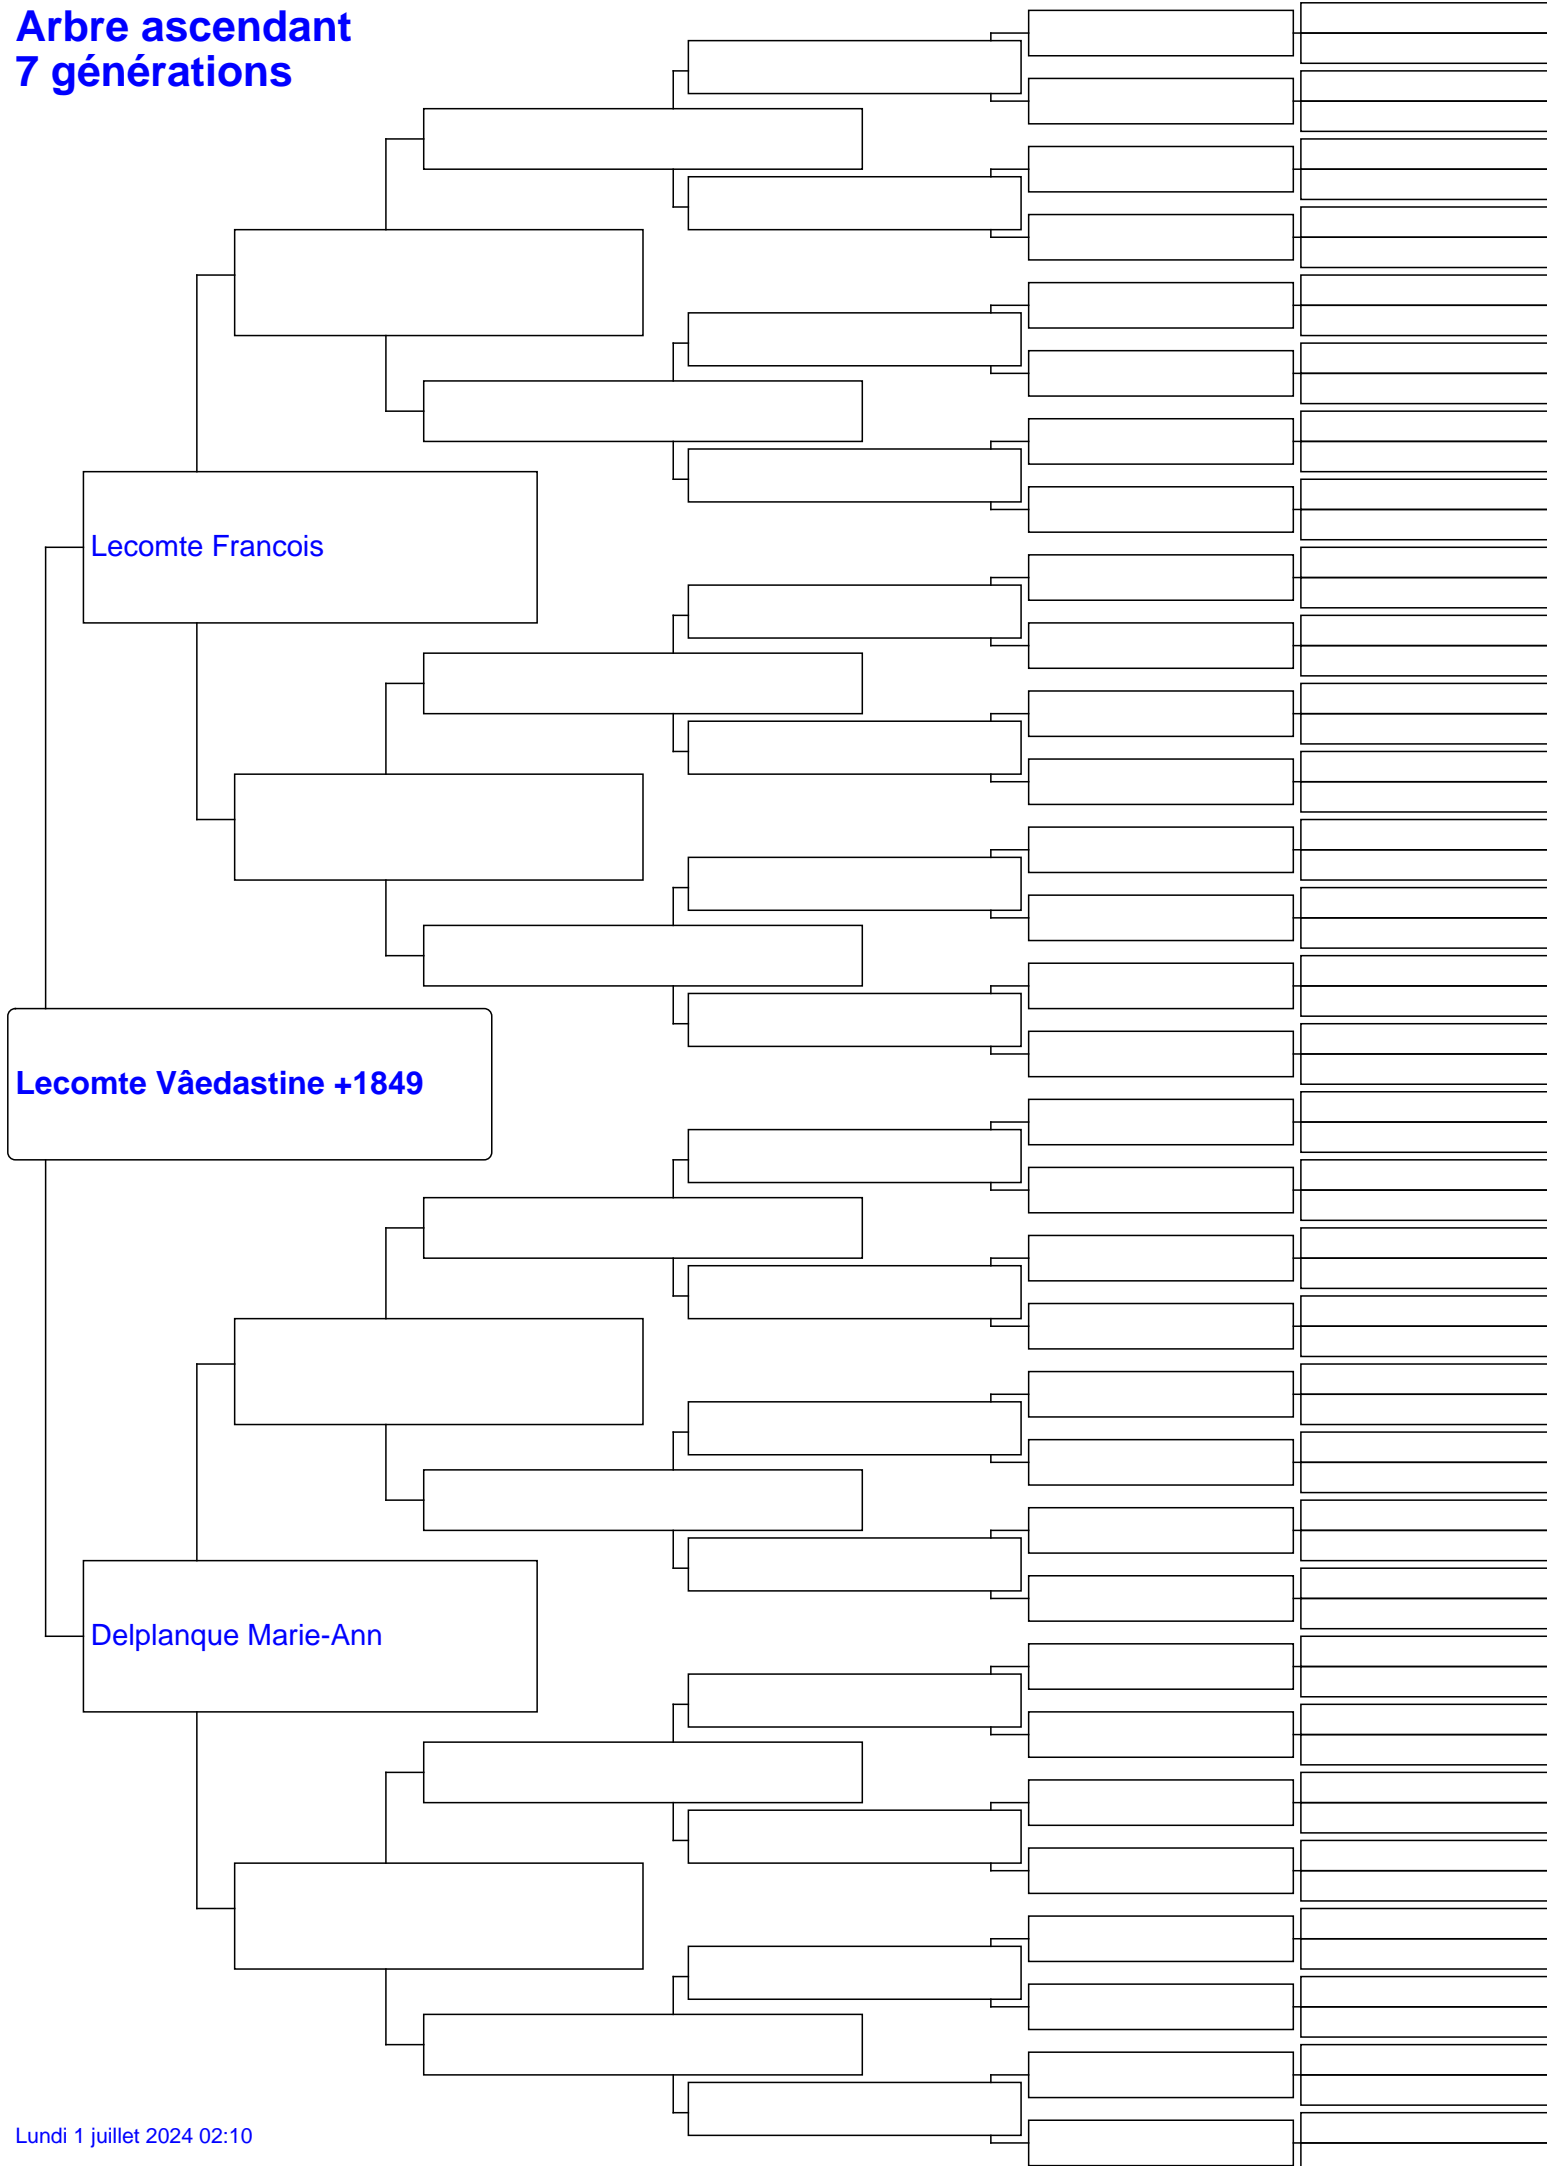 Arbre ascendant
7 générations
Lecomte Francois
Lecomte Vâedastine +1849
Delplanque Marie-Ann
Lundi 1 juillet 2024 02:10